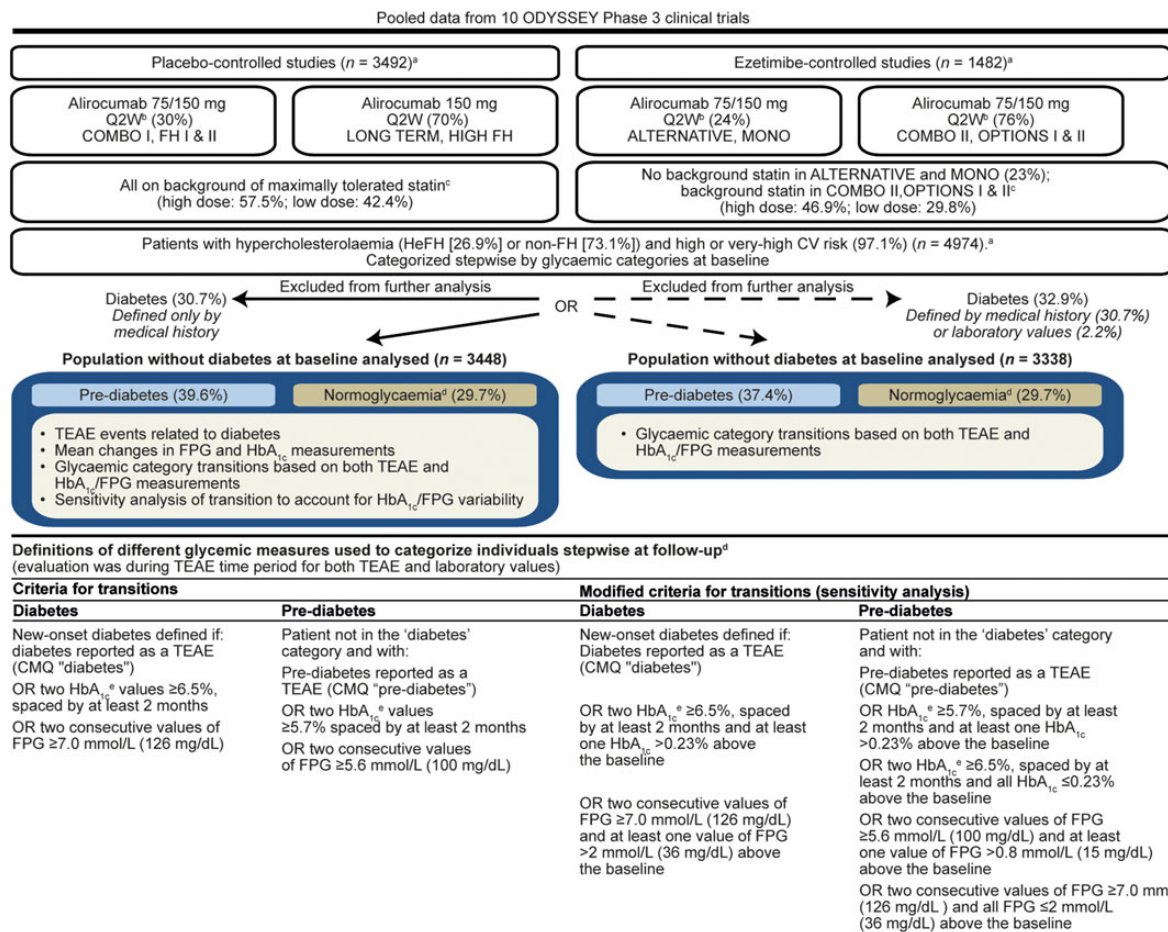 Pooled data from 10 ODYSSEY Phase 3 clinical trials
Placebo-controlled studies (n = 3492)ᵃ
Ezetimibe-controlled studies (n = 1482)ᵃ
Alirocumab 75/150 mg
Q2Wᵇ (30%)
COMBO I, FH I & II
Alirocumab 150 mg
Q2W (70%)
LONG TERM, HIGH FH
Alirocumab 75/150 mg
Q2Wᵇ (24%)
ALTERNATIVE, MONO
Alirocumab 75/150 mg
Q2Wᵇ (76%)
COMBO II, OPTIONS I & II
All on background of maximally tolerated statinᶜ
(high dose: 57.5%; low dose: 42.4%)
No background statin in ALTERNATIVE and MONO (23%);
background statin in COMBO II,OPTIONS I & IIᶜ
(high dose: 46.9%; low dose: 29.8%)
Patients with hypercholesterolaemia (HeFH [26.9%] or non-FH [73.1%]) and high or very-high CV risk (97.1%) (n = 4974).ᵃ
Categorized stepwise by glycaemic categories at baseline
Excluded from further analysis
Diabetes (30.7%)
Defined only by
medical history
OR
Excluded from further analysis
Diabetes (32.9%)
Defined by medical history (30.7%)
or laboratory values (2.2%)
Population without diabetes at baseline analysed (n = 3448)
Pre-diabetes (39.6%)
Normoglycaemiaᵈ (29.7%)
• TEAE events related to diabetes
• Mean changes in FPG and HbA₁c measurements
• Glycaemic category transitions based on both TEAE and
HbA₁c/FPG measurements
• Sensitivity analysis of transition to account for HbA₁c/FPG variability
Population without diabetes at baseline analysed (n = 3338)
Pre-diabetes (37.4%)
Normoglycaemiaᵈ (29.7%)
• Glycaemic category transitions based on both TEAE and
HbA₁c/FPG measurements
Definitions of different glycemic measures used to categorize individuals stepwise at follow-upᵈ
(evaluation was during TEAE time period for both TEAE and laboratory values)
Criteria for transitions
Diabetes
New-onset diabetes defined if:
diabetes reported as a TEAE
(CMQ "diabetes")
OR two HbA₁cᵉ values ≥6.5%,
spaced by at least 2 months
OR two consecutive values of
FPG ≥7.0 mmol/L (126 mg/dL)
Pre-diabetes
Patient not in the ‘diabetes’
category and with:
Pre-diabetes reported as a
TEAE (CMQ “pre-diabetes”)
OR two HbA₁cᵉ values
≥5.7% spaced by at least 2 months
OR two consecutive values
of FPG ≥5.6 mmol/L (100 mg/dL)
Modified criteria for transitions (sensitivity analysis)
Diabetes
New-onset diabetes defined if:
Diabetes reported as a TEAE
(CMQ "diabetes")
OR two HbA₁cᵉ ≥6.5%, spaced
by at least 2 months and at least
one HbA₁c >0.23% above
the baseline
OR two consecutive values of
FPG ≥7.0 mmol/L (126 mg/dL)
and at least one value of FPG
>2 mmol/L (36 mg/dL) above
the baseline
Pre-diabetes
Patient not in the ‘diabetes’ category
and with:
Pre-diabetes reported as a
TEAE (CMQ “pre-diabetes”)
OR HbA₁cᵉ ≥5.7%, spaced by at least
2 months and at least one HbA₁c
>0.23% above the baseline
OR two HbA₁cᵉ ≥6.5%, spaced by at
least 2 months and all HbA₁c ≤0.23%
above the baseline
OR two consecutive values of FPG
≥5.6 mmol/L (100 mg/dL) and at least
one value of FPG >0.8 mmol/L (15 mg/dL)
above the baseline
OR two consecutive values of FPG ≥7.0 mm
(126 mg/dL ) and all FPG ≤2 mmol/L
(36 mg/dL) above the baseline